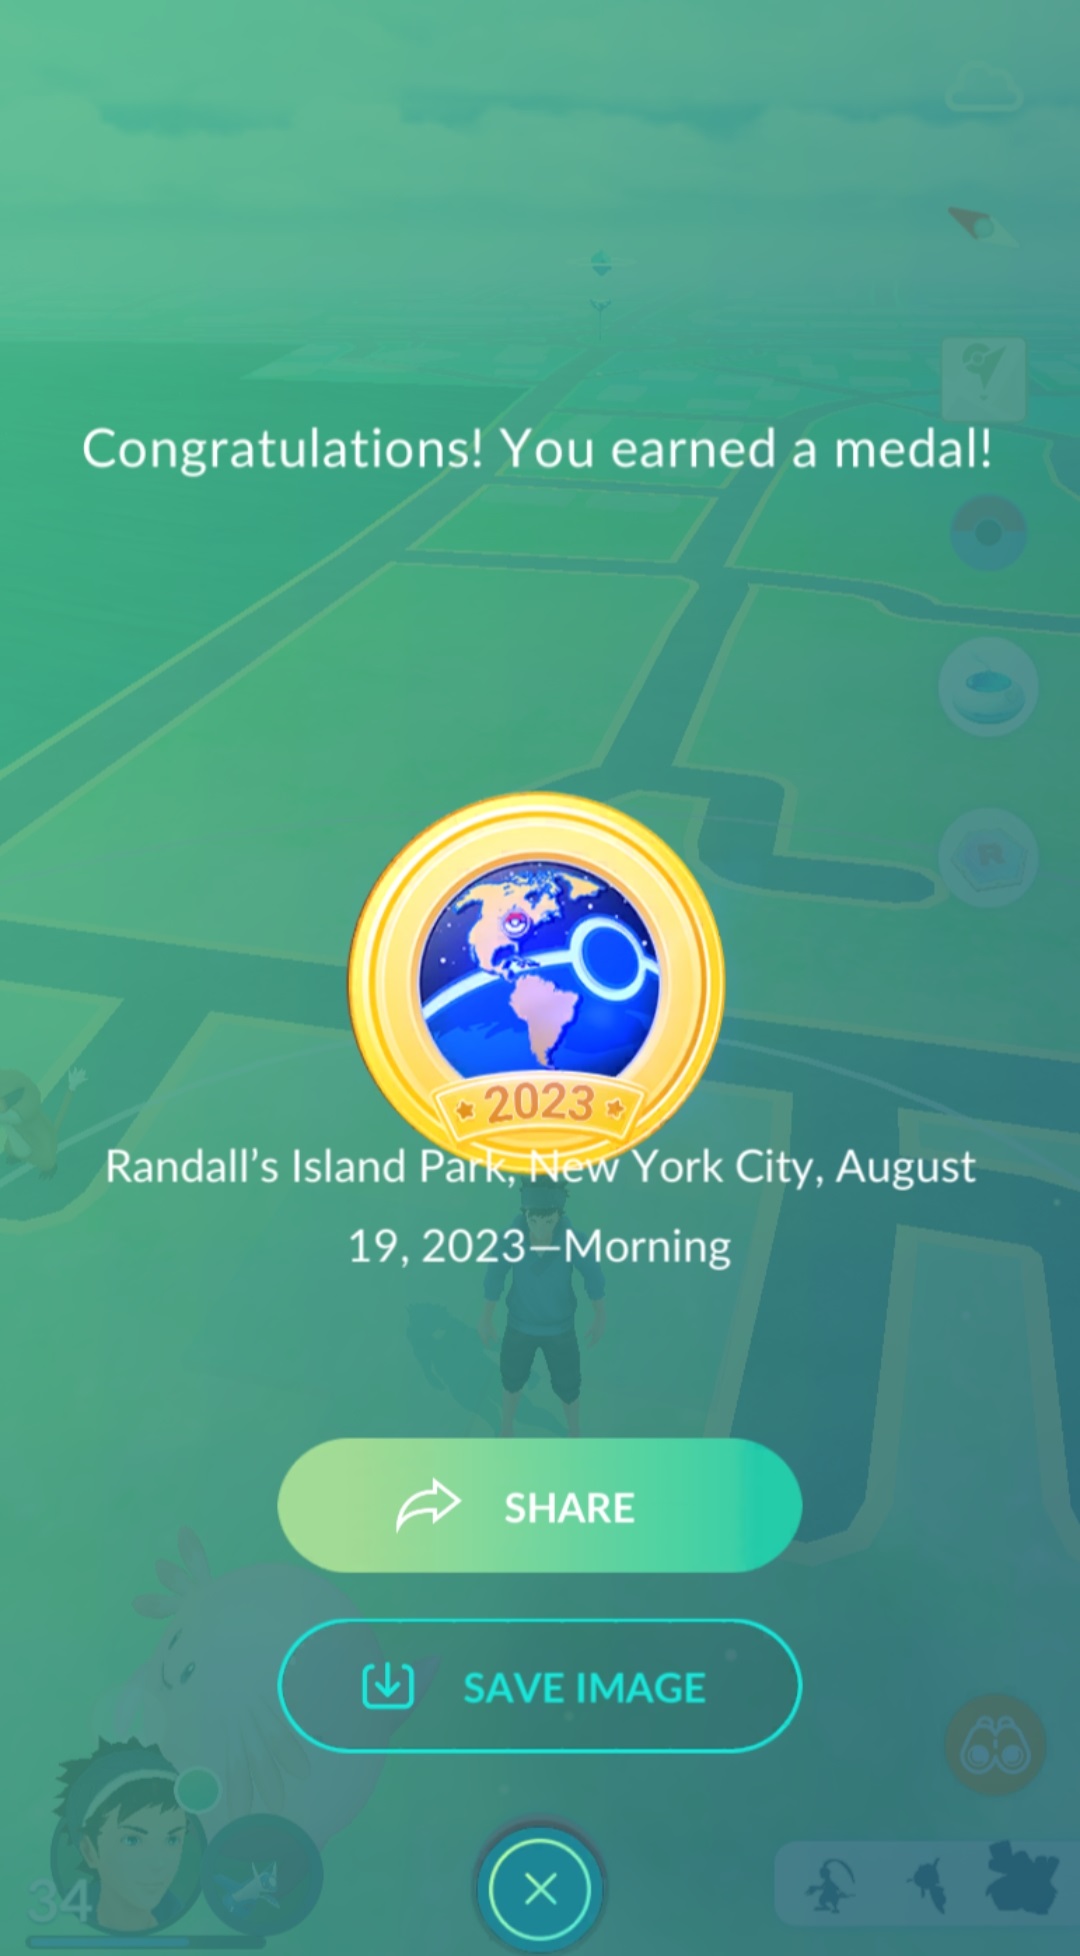 Congratulations! You earned a medal!
2023
Randall’s Island Park, New York City, August
19, 2023—Morning
SHARE
SAVE IMAGE
34
R